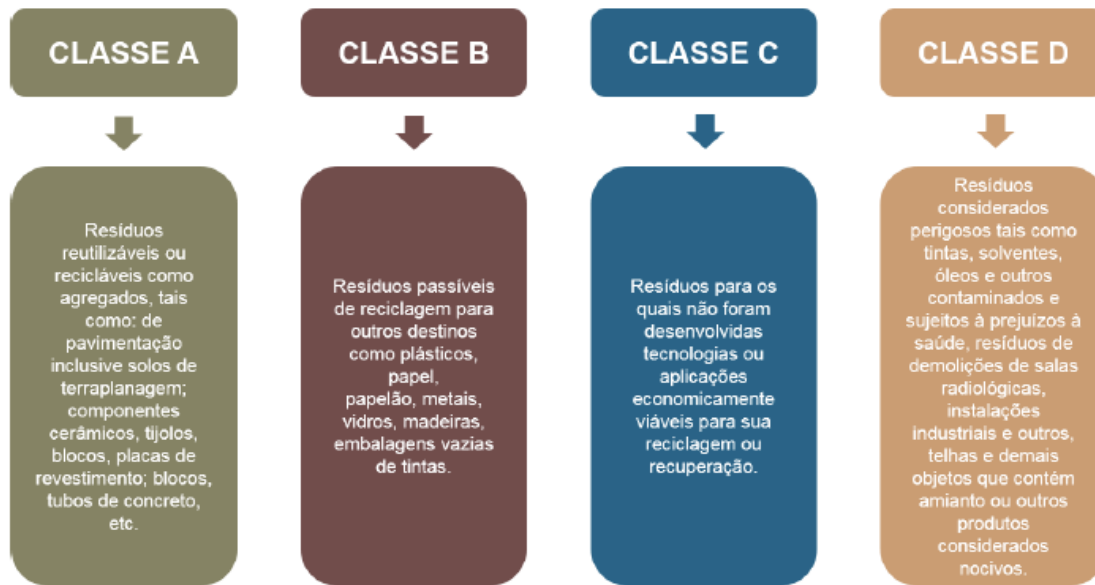 CLASSE A
Resíduos
reutilizáveis ou
recicláveis como
agregados, tais
como: de
pavimentação
inclusive solos de
terraplanagem;
componentes
cerâmicos, tijolos,
blocos, placas de
revestimento; blocos,
tubos de concreto,
etc.
CLASSE B
Resíduos passíveis
de reciclagem para
outros destinos
como plásticos,
papel,
papelão, metais,
vidros, madeiras,
embalagens vazias
de tintas.
CLASSE C
Resíduos para os
quais não foram
desenvolvidas
tecnologias ou
aplicações
economicamente
viáveis para sua
reciclagem ou
recuperação.
CLASSE D
Resíduos
considerados
perigosos tais como
tintas, solventes,
óleos e outros
contaminados e
sujeitos à prejuízos à
saúde, resíduos de
demolições de salas
radiológicas,
instalações
industriais e outros,
telhas e demais
objetos que contém
amianto ou outros
produtos
considerados
nocivos.